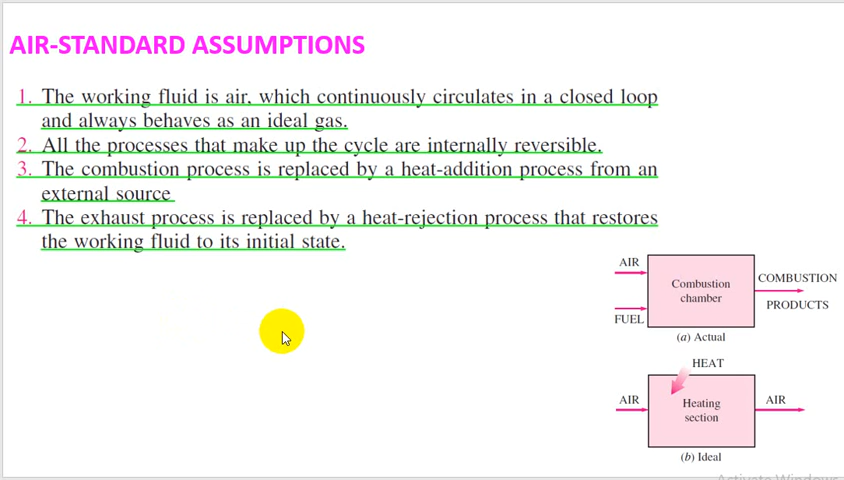 AIR-STANDARD ASSUMPTIONS
1. The working fluid is air, which continuously circulates in a closed loop
and always behaves as an ideal gas.
2. All the processes that make up the cycle are internally reversible.
3. The combustion process is replaced by a heat-addition process from an
external source
4. The exhaust process is replaced by a heat-rejection process that restores
the working fluid to its initial state.
AIR
FUEL
Combustion
chamber
COMBUSTION
PRODUCTS
(a) Actual
HEAT
AIR
Heating
section
AIR
(b) Ideal
Activate Windows